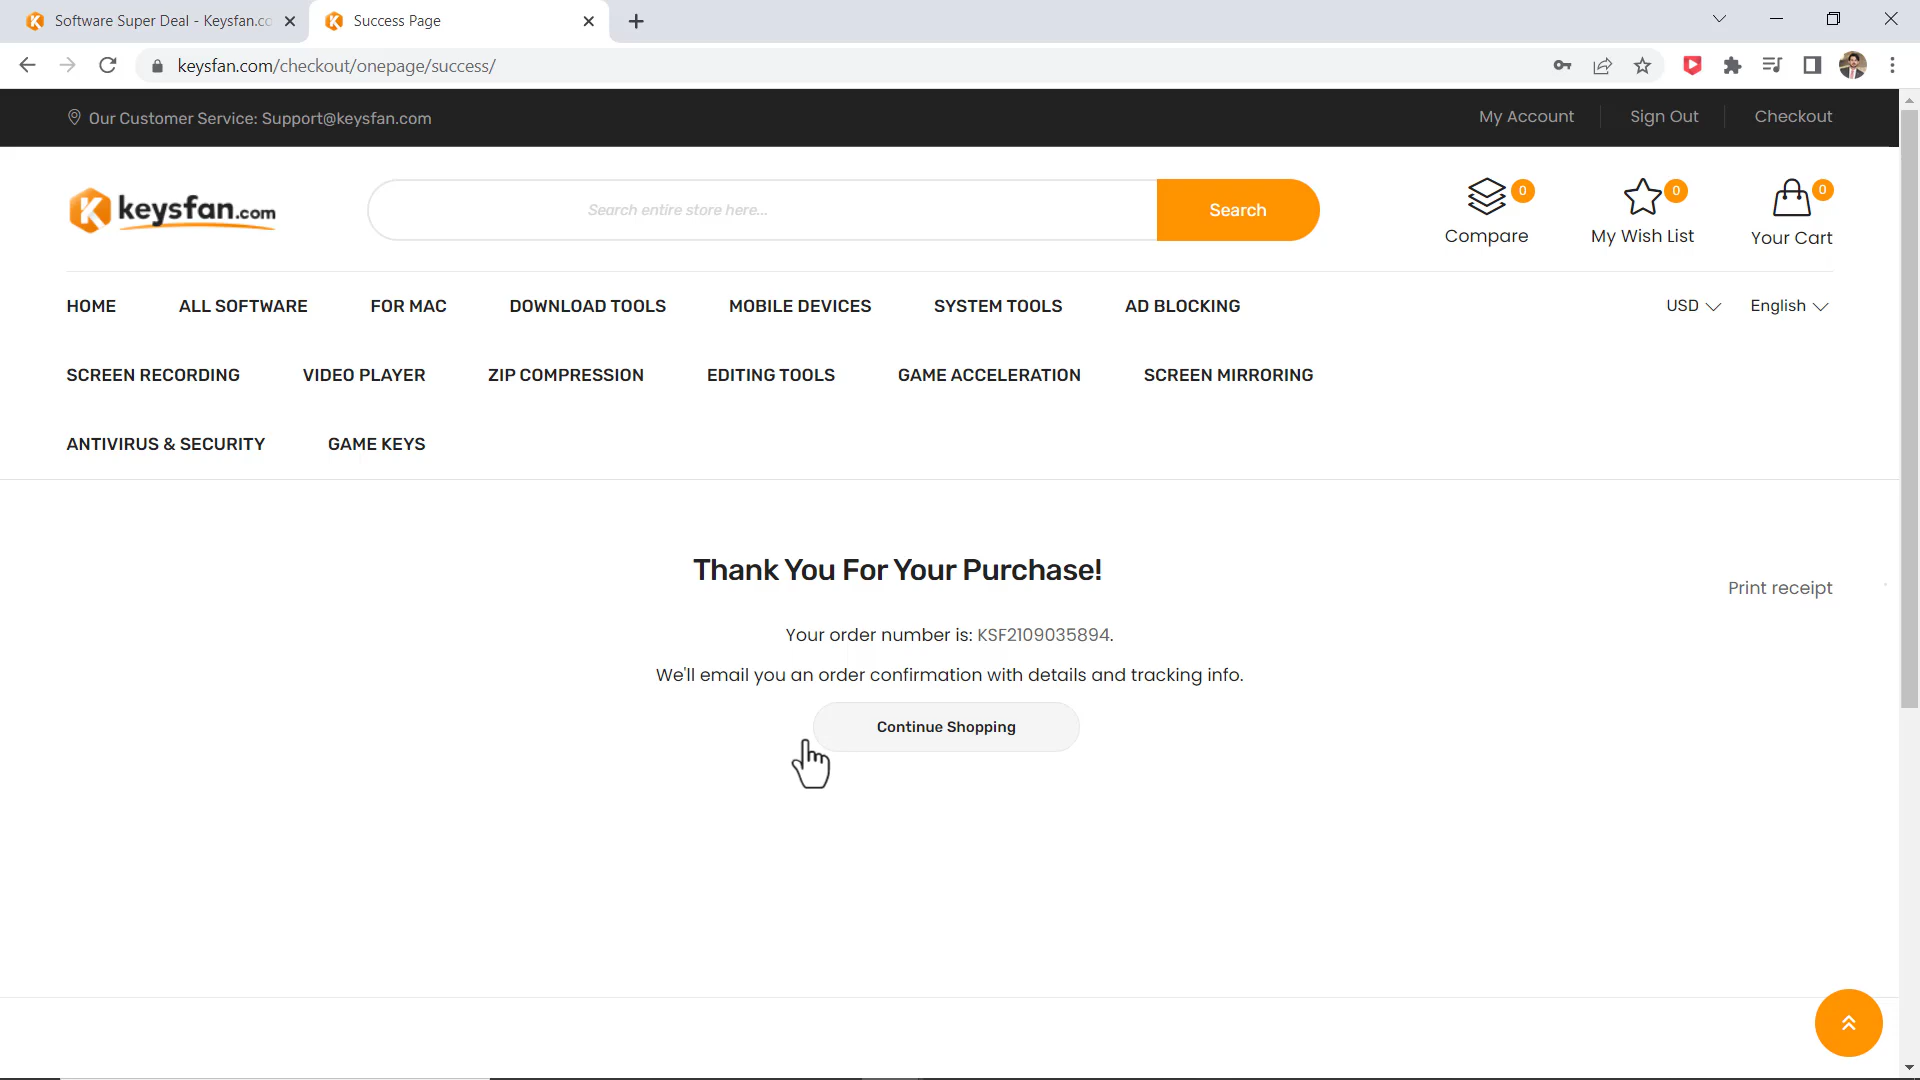 Software Super Deal - Keysfan.co
Success Page
keysfan.com/checkout/onepage/success/
Our Customer Service: Support@keysfan.com
My Account
Sign Out
Checkout
keysfan.com
Search entire store here...
Search
0
Compare
0
My Wish List
0
Your Cart
HOME
ALL SOFTWARE
FOR MAC
DOWNLOAD TOOLS
MOBILE DEVICES
SYSTEM TOOLS
AD BLOCKING
USD
English
SCREEN RECORDING
VIDEO PLAYER
ZIP COMPRESSION
EDITING TOOLS
GAME ACCELERATION
SCREEN MIRRORING
ANTIVIRUS & SECURITY
GAME KEYS
Thank You For Your Purchase!
Print receipt
Your order number is: KSF2109035894.
We'll email you an order confirmation with details and tracking info.
Continue Shopping